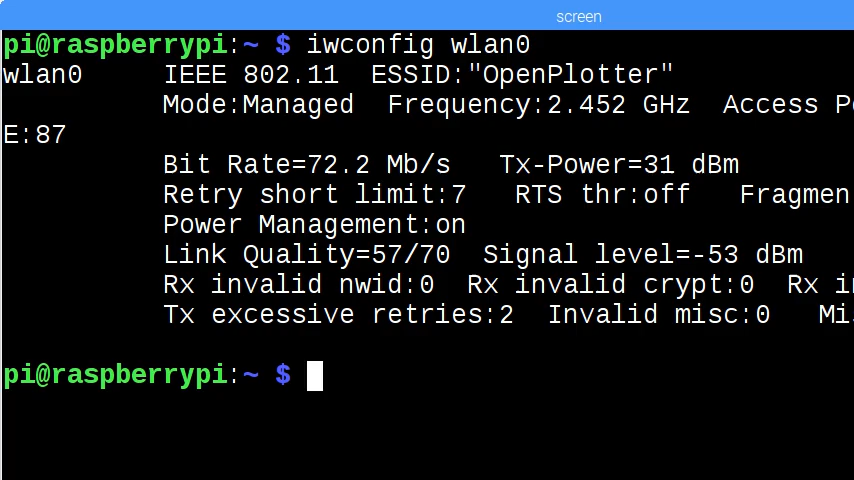 screen
pi@raspberrypi:~ $ iwconfig wlan0
wlan0     IEEE 802.11  ESSID:"OpenPlotter"
          Mode:Managed  Frequency:2.452 GHz  Access
E:87
          Bit Rate=72.2 Mb/s   Tx-Power=31 dBm
          Retry short limit:7   RTS thr:off
          Power Management:on
          Link Quality=57/70  Signal level=-53 dBm
          Rx invalid nwid:0  Rx invalid crypt:0  Rx
          Tx excessive retries:2  Invalid misc:0
pi@raspberrypi:~ $